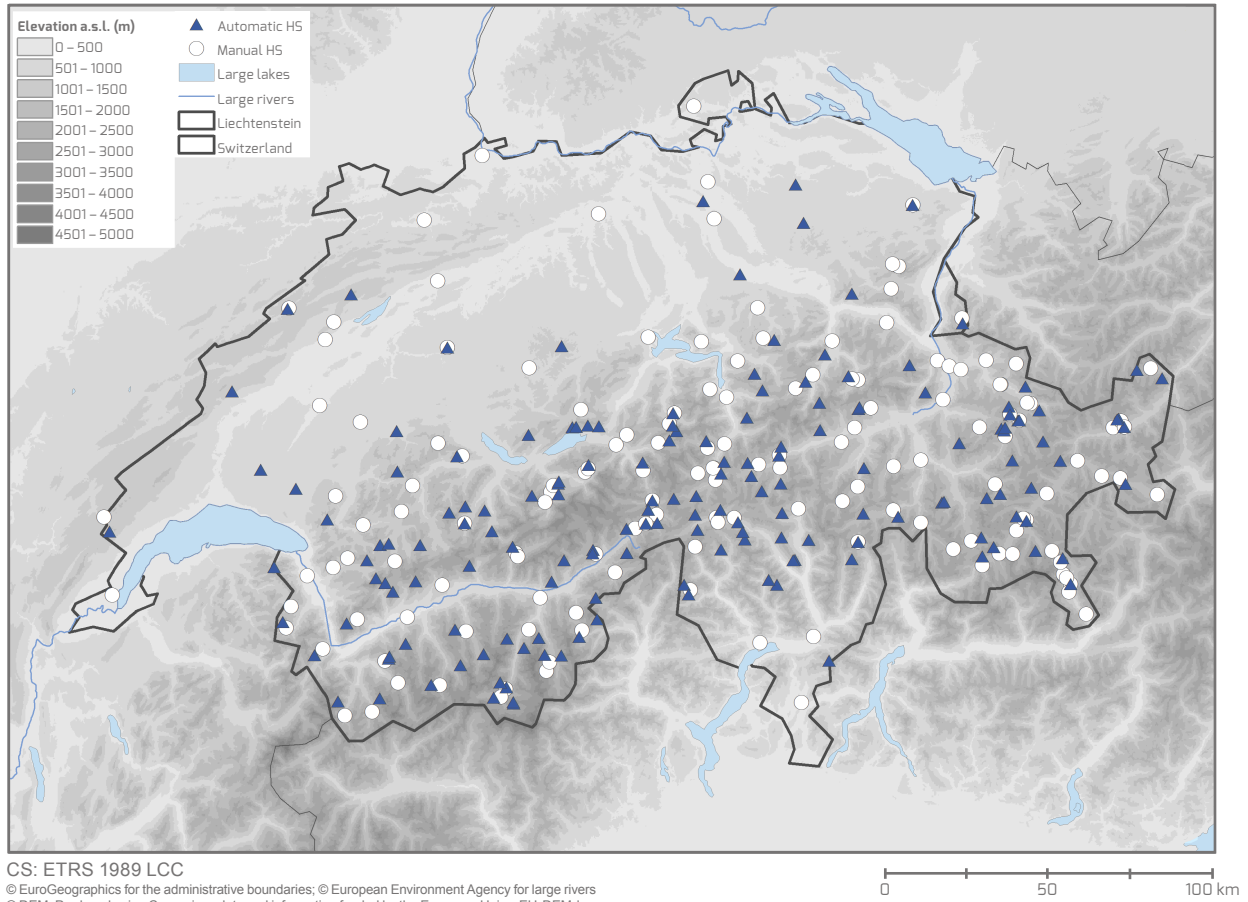 Elevation a.s.l. (m)
0 – 500
501 – 1000
1001 – 1500
1501 – 2000
2001 – 2500
2501 – 3000
3001 – 3500
3501 – 4000
4001 – 4500
4501 – 5000
Automatic HS
Manual HS
Large lakes
Large rivers
Liechtenstein
Switzerland
CS: ETRS 1989 LCC
© EuroGeographics for the administrative boundaries; © European Environment Agency for large rivers
0 50 100 km